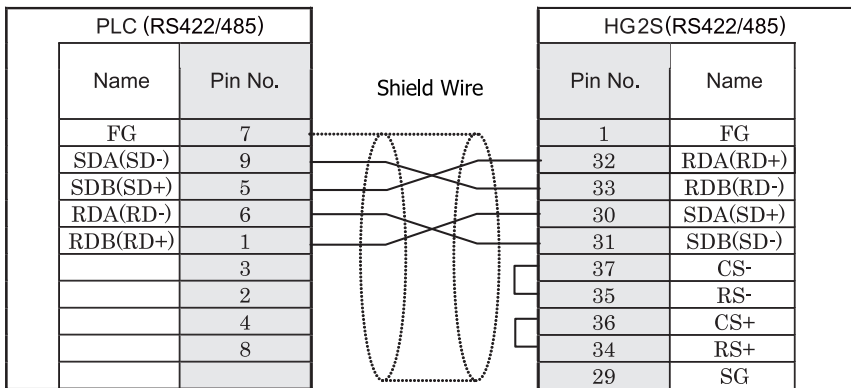 PLC (RS422/485) HG2S(RS422/485)
Name Pin No. Shield Wire Pin No. Name
FG 7 1 FG
SDA(SD-) 9 32 RDA(RD+)
SDB(SD+) 5 33 RDB(RD-)
RDA(RD-) 6 30 SDA(SD+)
RDB(RD+) 1 31 SDB(SD-)
3 37 CS-
2 35 RS-
4 36 CS+
8 34 RS+
29 SG